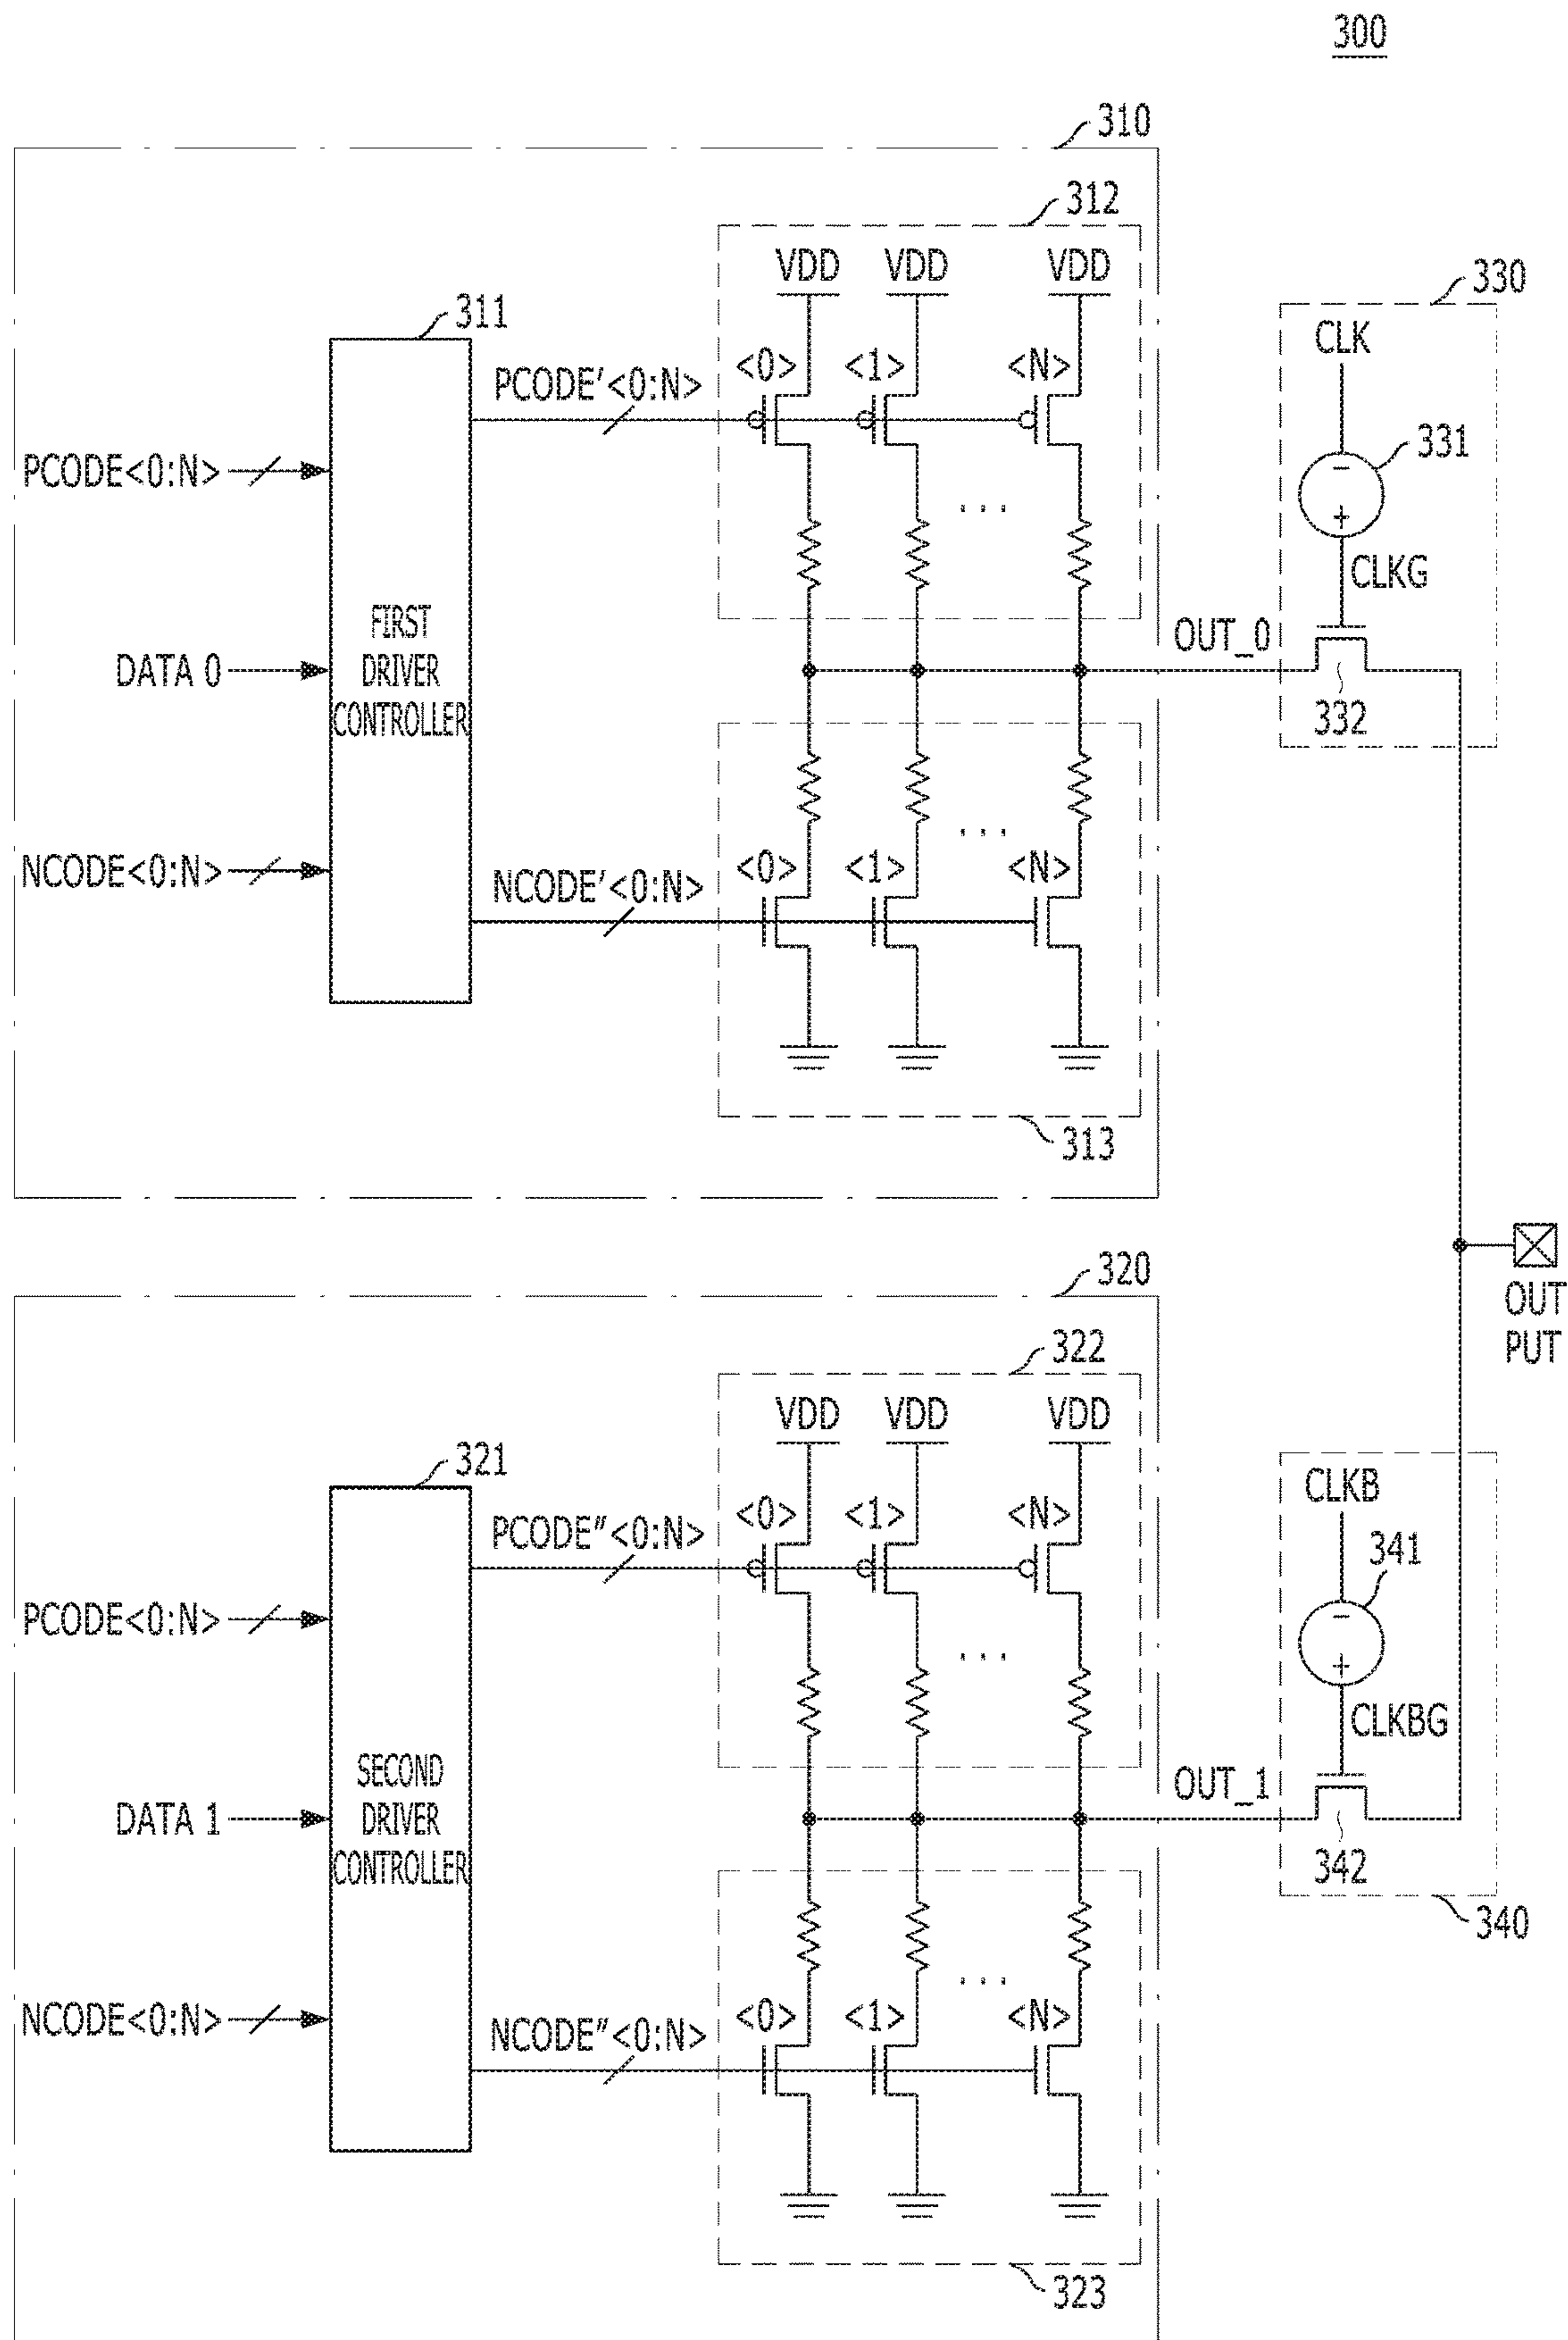 300
310
312
VDD VDD VDD
330
CLK
311
<0> <1> <N>
PCODE'<0:N>
331
PCODE<0:N>
CLKG
FIRST
DRIVER
CONTROLLER
OUT_0
DATA 0
332
NCODE<0:N>
<0> <1> <N>
NCODE'<0:N>
313
OUT
PUT
320
322
VDD VDD VDD
CLKB
321
<0> <1> <N>
PCODE"<0:N>
341
PCODE<0:N>
CLKBG
SECOND
DRIVER
CONTROLLER
OUT_1
DATA 1
342
340
NCODE<0:N>
<0> <1> <N>
NCODE"<0:N>
323